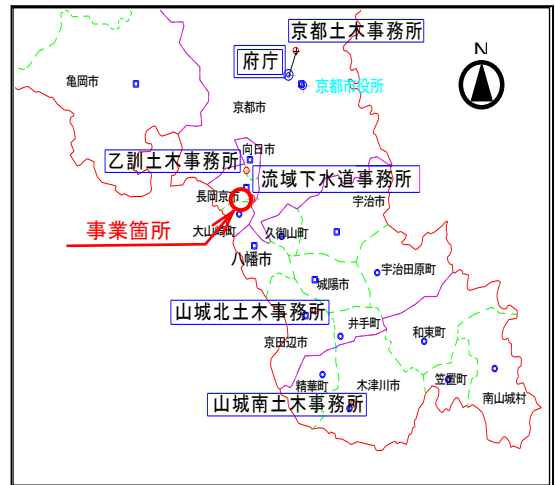 京都土木事務所
府庁
N
亀岡市
京都市役所
京都市
向日市
乙訓土木事務所
流域下水道事務所
長岡京市
宇治市
事業箇所
大山崎町
久御山町
八幡市
宇治田原町
城陽市
山城北土木事務所
井手町
和束町
京田辺市
精華町
木津川市
笠置町
南山城村
山城南土木事務所